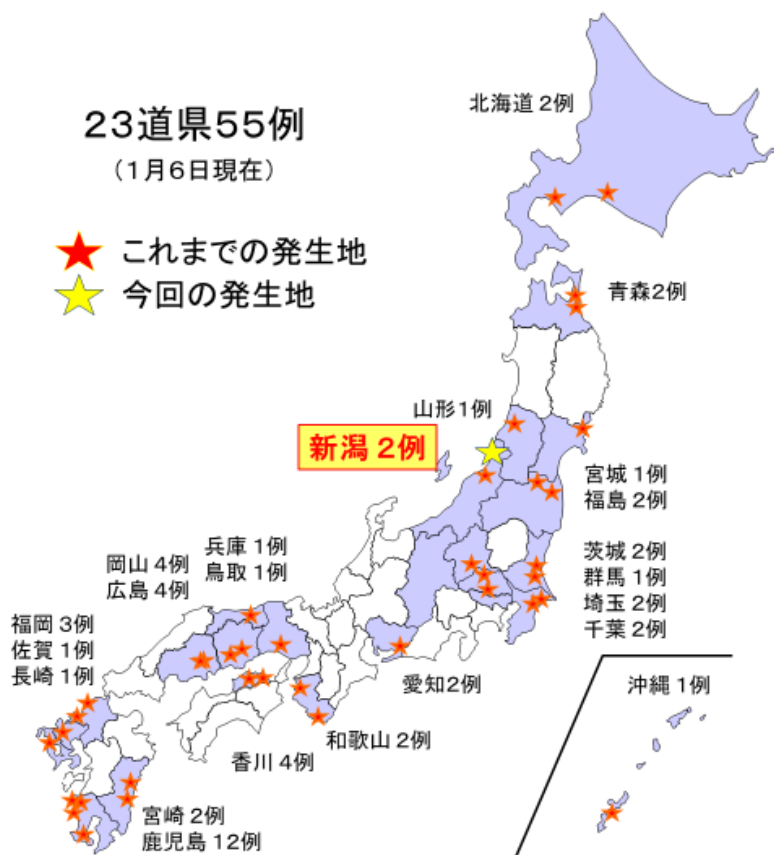 23道県55例
（1月6日現在）
これまでの発生地
今回の発生地
北海道 2例
青森2例
山形1例
新潟 2例
宮城 1例
福島 2例
兵庫 1例
鳥取 1例
岡山 4例
広島 4例
茨城 2例
群馬 1例
埼玉 2例
千葉 2例
福岡 3例
佐賀 1例
長崎 1例
愛知2例
沖縄 1例
和歌山 2例
香川 4例
宮崎 2例
鹿児島 12例